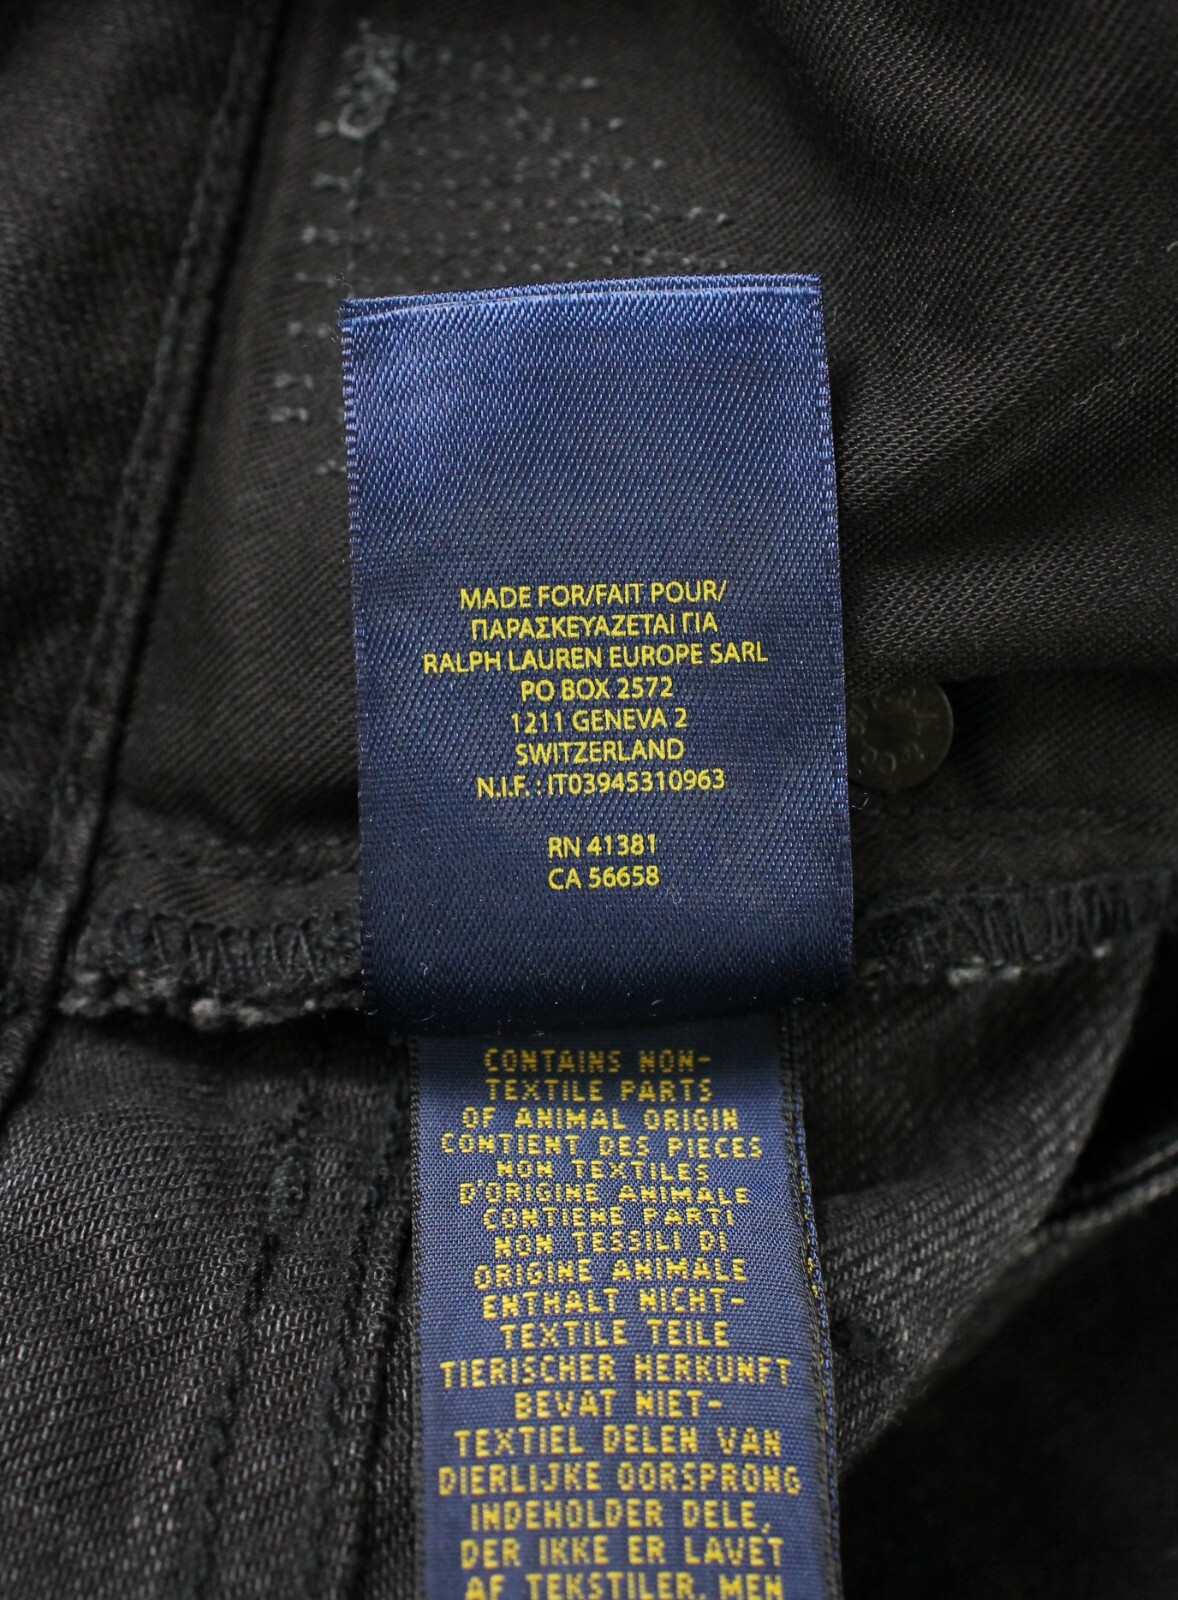 MADE FOR/FAIT POUR/
ΠΑΡΑΣΚΕΥΑΖΕΤΑΙ ΓΙΑ
RALPH LAUREN EUROPE SARL
PO BOX 2572
1211 GENEVA 2
SWITZERLAND
N.I.F. : IT03945310963
RN 41381
CA 56658
CONTAINS NON-
TEXTILE PARTS
OF ANIMAL ORIGIN
CONTIENT DES PIECES
NON TEXTILES
D'ORIGINE ANIMALE
CONTIENE PARTI
NON TESSILI DI
ORIGINE ANIMALE
ENTHALT NICHT-
TEXTILE TEILE
TIERISCHER HERKUNFT
BEVAT NIET-
TEXTIEL DELEN VAN
DIERLIJKE OORSPRONG
INDEHOLDER DELE,
DER IKKE ER LAVET
AF TEKSTILER, MEN